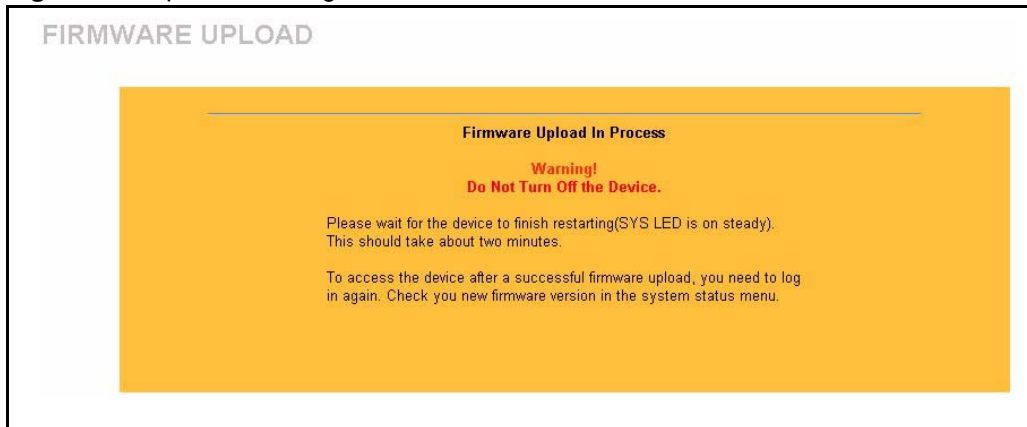 FIRMWARE UPLOAD
Firmware Upload In Process
Warning!
Do Not Turn Off the Device.
Please wait for the device to finish restarting(SYS LED is on steady).
This should take about two minutes.
To access the device after a successful firmware upload, you need to log
in again. Check you new firmware version in the system status menu.